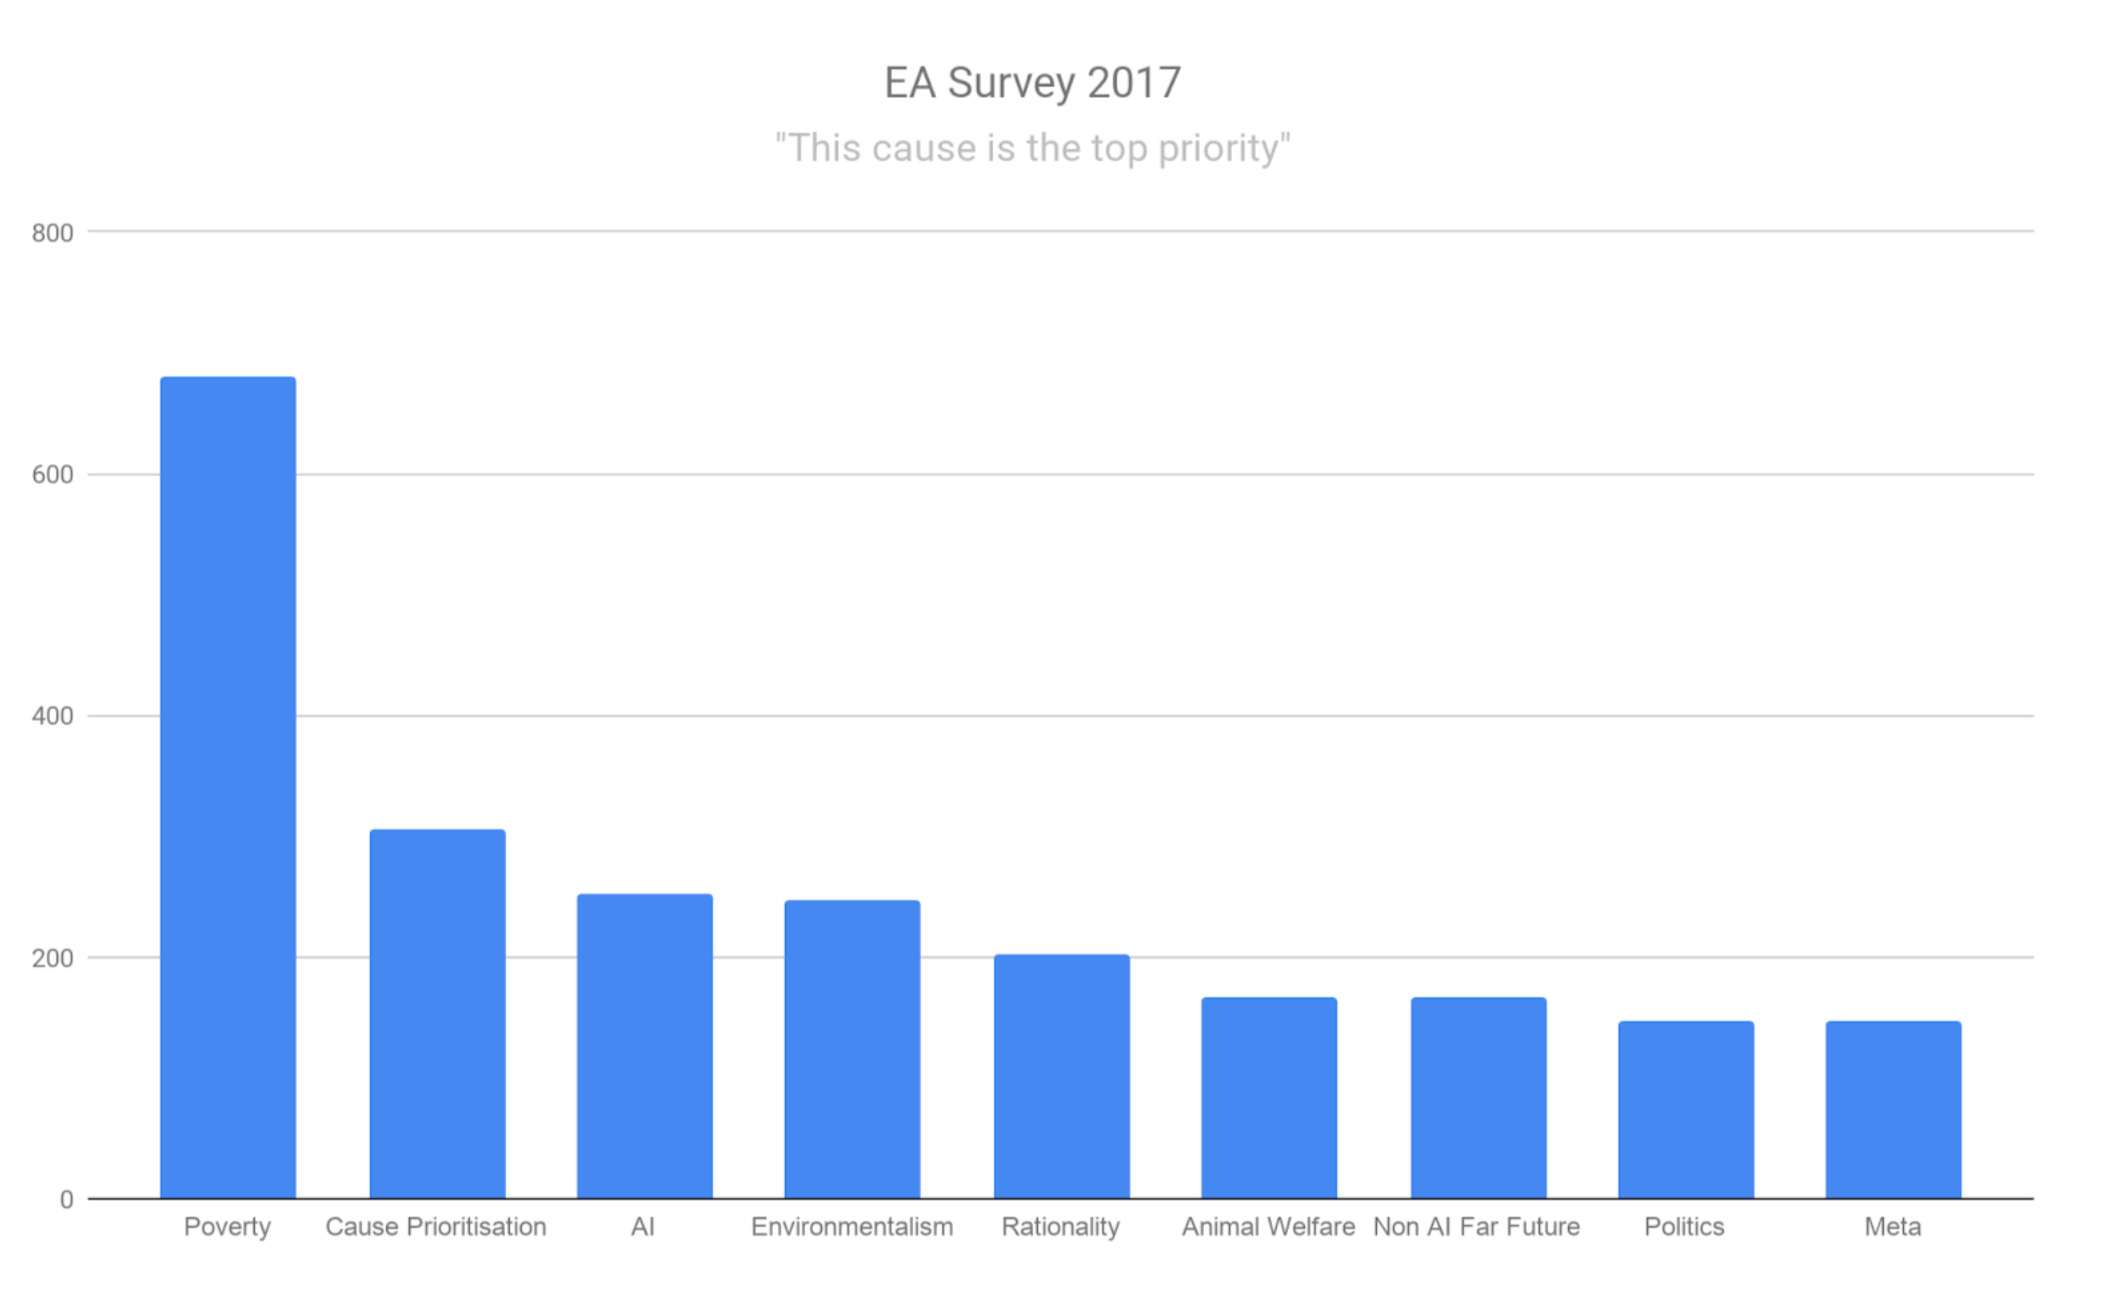 EA Survey 2017
"This cause is the top priority"
800
600
400
200
0
Poverty Cause Prioritisation AI Environmentalism Rationality Animal Welfare Non AI Far Future Politics Meta